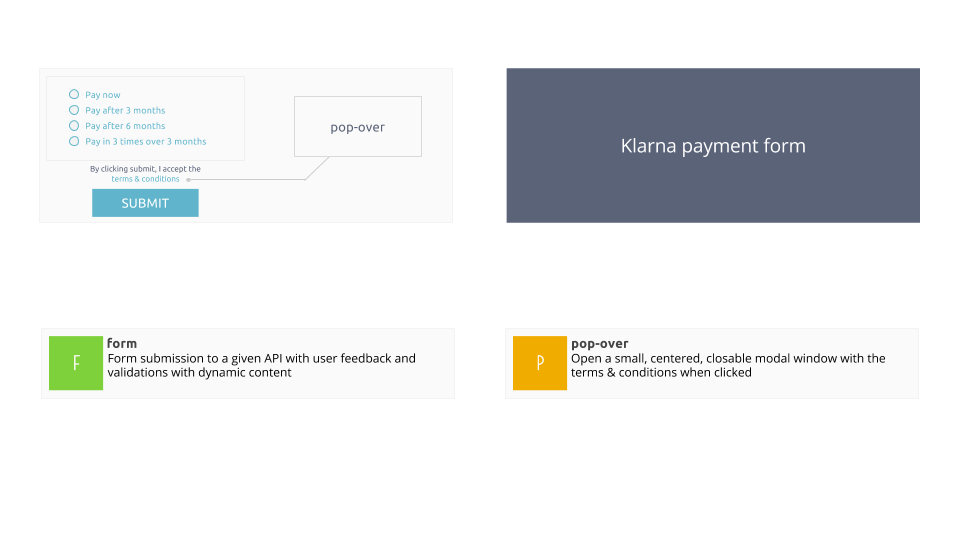 Pay now
Pay after 3 months
Pay after 6 months
Pay in 3 times over 3 months
By clicking submit, I accept the
terms & conditions
SUBMIT
pop-over
Klarna payment form
F
form
Form submission to a given API with user feedback and
validations with dynamic content
P
pop-over
Open a small, centered, closable modal window with the
terms & conditions when clicked